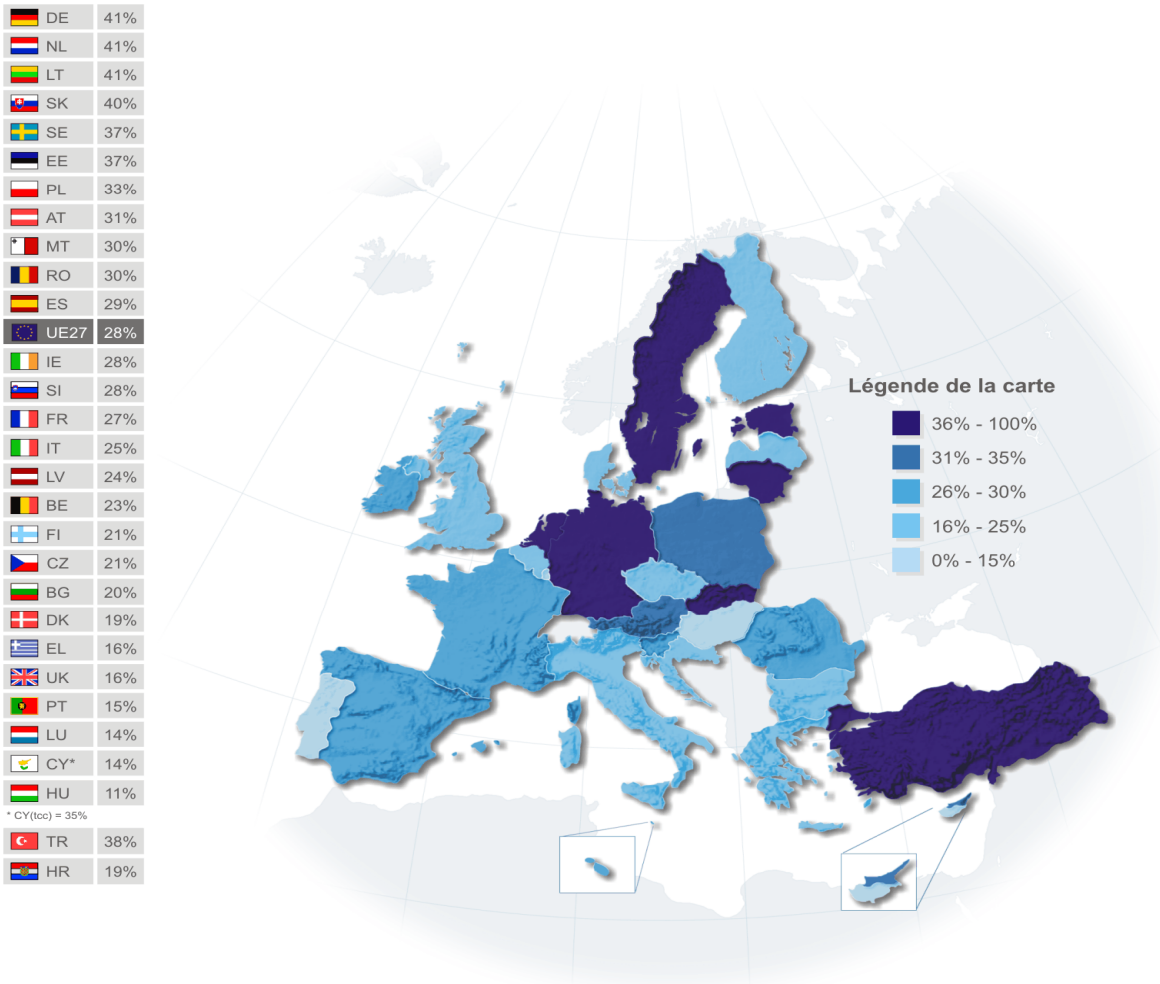 DE 41%
NL 41%
LT 41%
SK 40%
SE 37%
EE 37%
PL 33%
AT 31%
MT 30%
RO 30%
ES 29%
UE27 28%
IE 28%
SI 28%
FR 27%
IT 25%
LV 24%
BE 23%
FI 21%
CZ 21%
BG 20%
DK 19%
EL 16%
UK 16%
PT 15%
LU 14%
CY* 14%
HU 11%
* CY(tcc) = 35%
TR 38%
HR 19%
Légende de la carte
36% - 100%
31% - 35%
26% - 30%
16% - 25%
0% - 15%